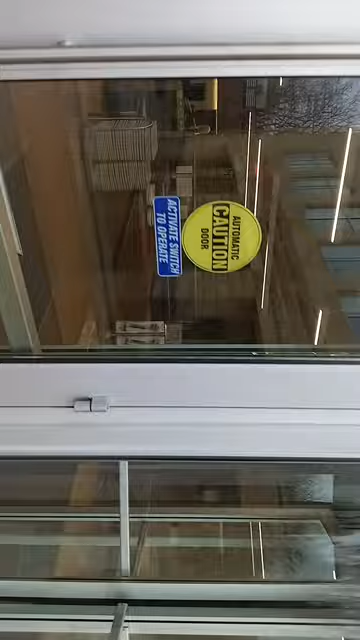 AUTOMATIC
CAUTION
DOOR
ACTIVATE SWITCH
TO OPERATE